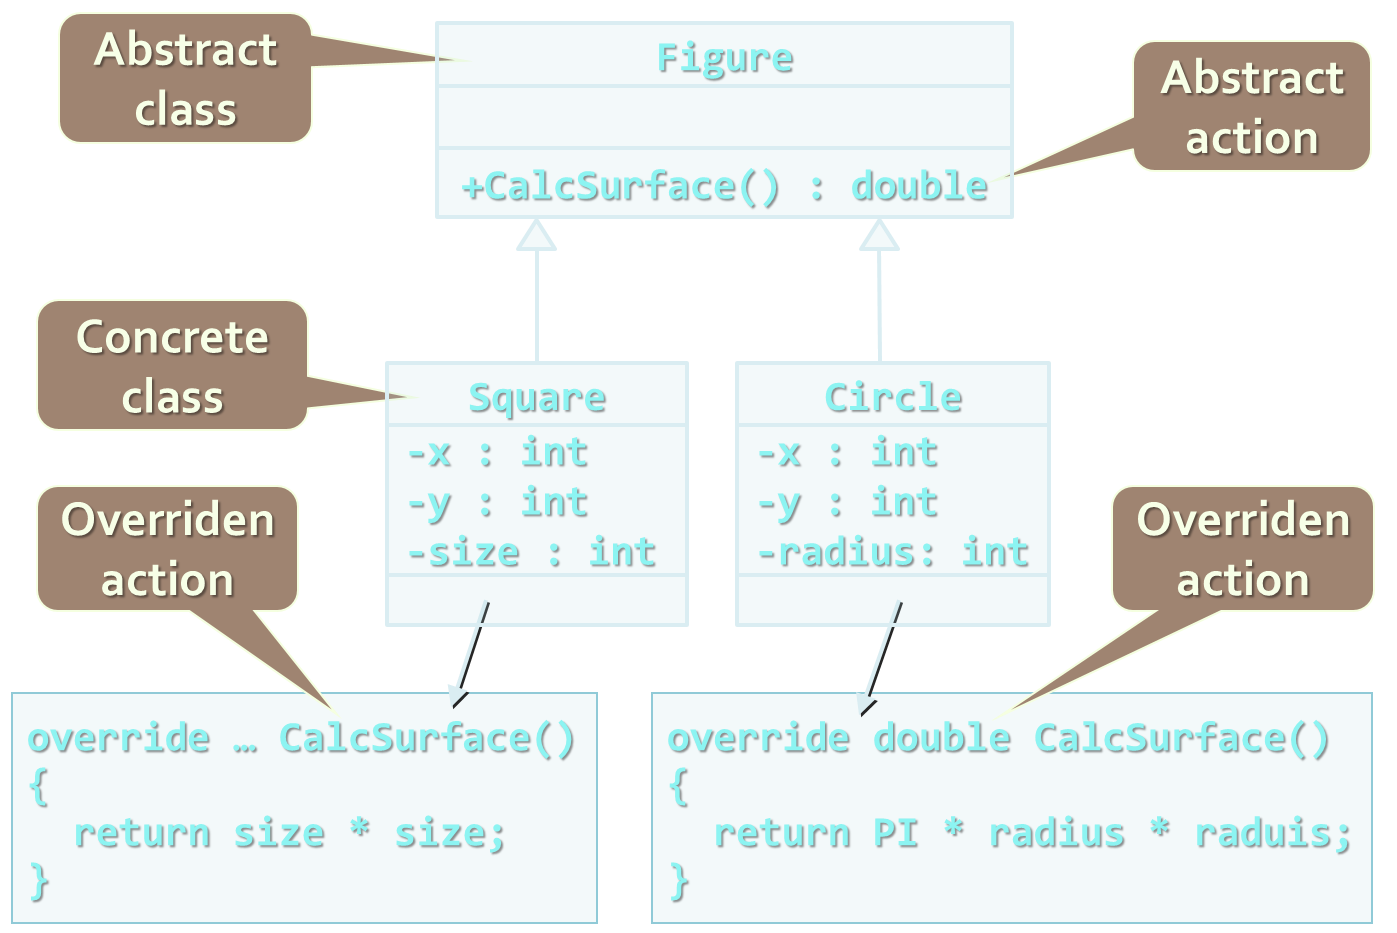 Abstract
class
Figure
Abstract
action
+CalcSurface() : double
Concrete
class
Square
-x : int
-y : int
-size : int
Circle
-x : int
-y : int
-radius: int
Overriden
action
Overriden
action
override … CalcSurface()
{
return size * size;
}
override double CalcSurface()
{
return PI * radius * raduis;
}